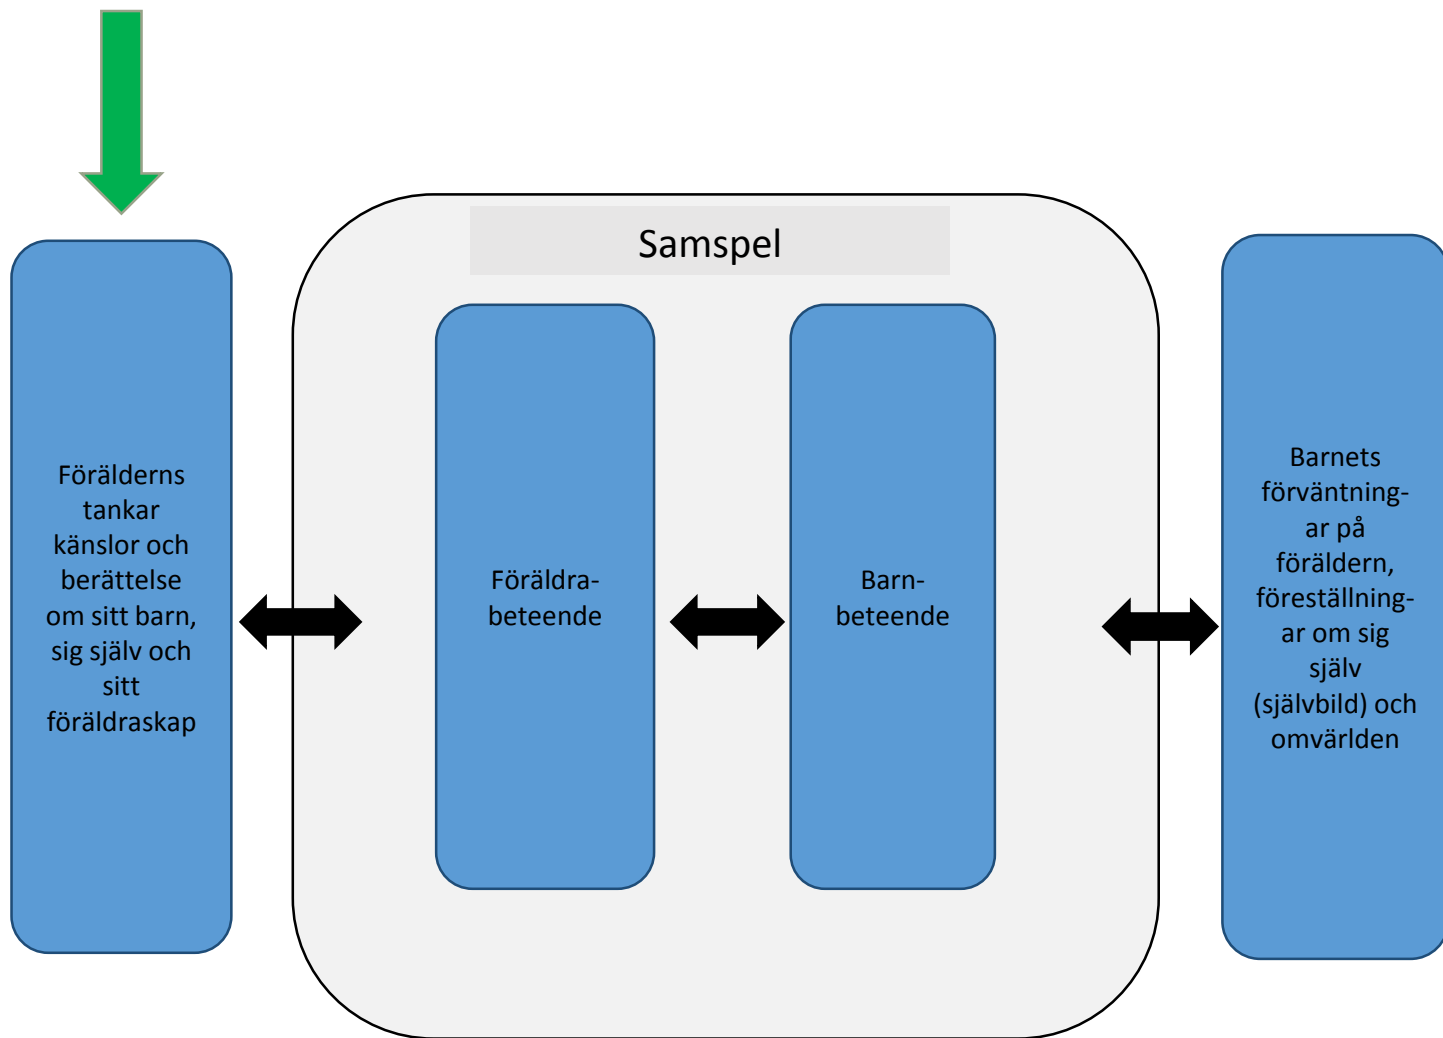 Samspel
Förälderns
tankar
känslor och
berättelse
om sitt barn,
sig själv och
sitt
föräldraskap
Föräldra-
beteende
Barn-
beteende
Barnets
förväntning-
ar på
föräldern,
föreställning-
ar om sig
själv
(självbild) och
omvärlden